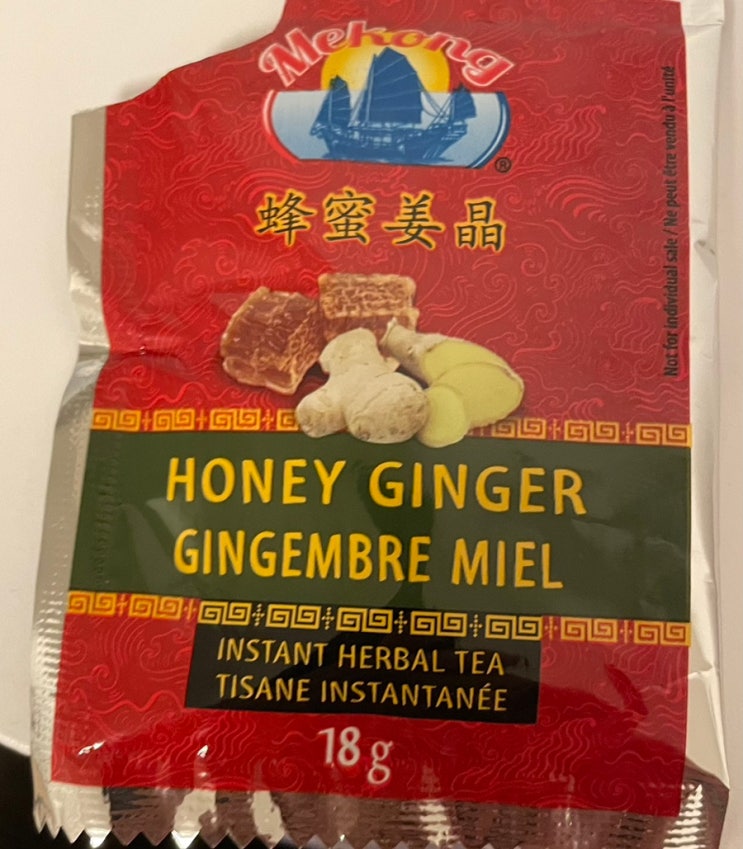 Mekong
®
蜂蜜姜晶
Not for individual sale / Ne peut être vendu à l'unité
HONEY GINGER
GINGEMBRE MIEL
INSTANT HERBAL TEA
TISANE INSTANTANÉE
18 g